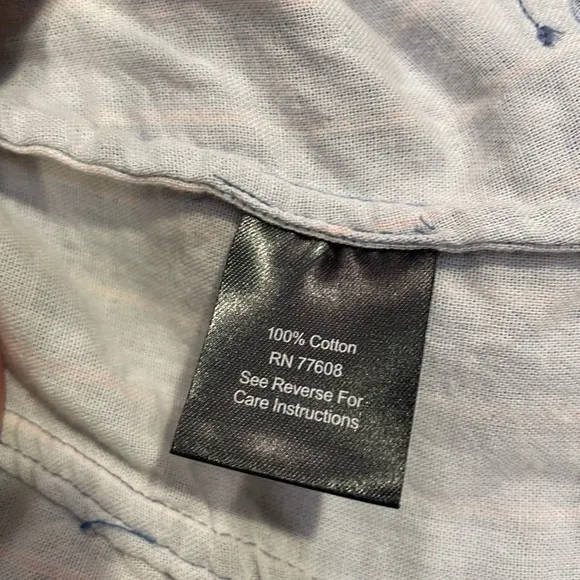 100% Cotton
RN 77608
See Reverse For
Care Instructions